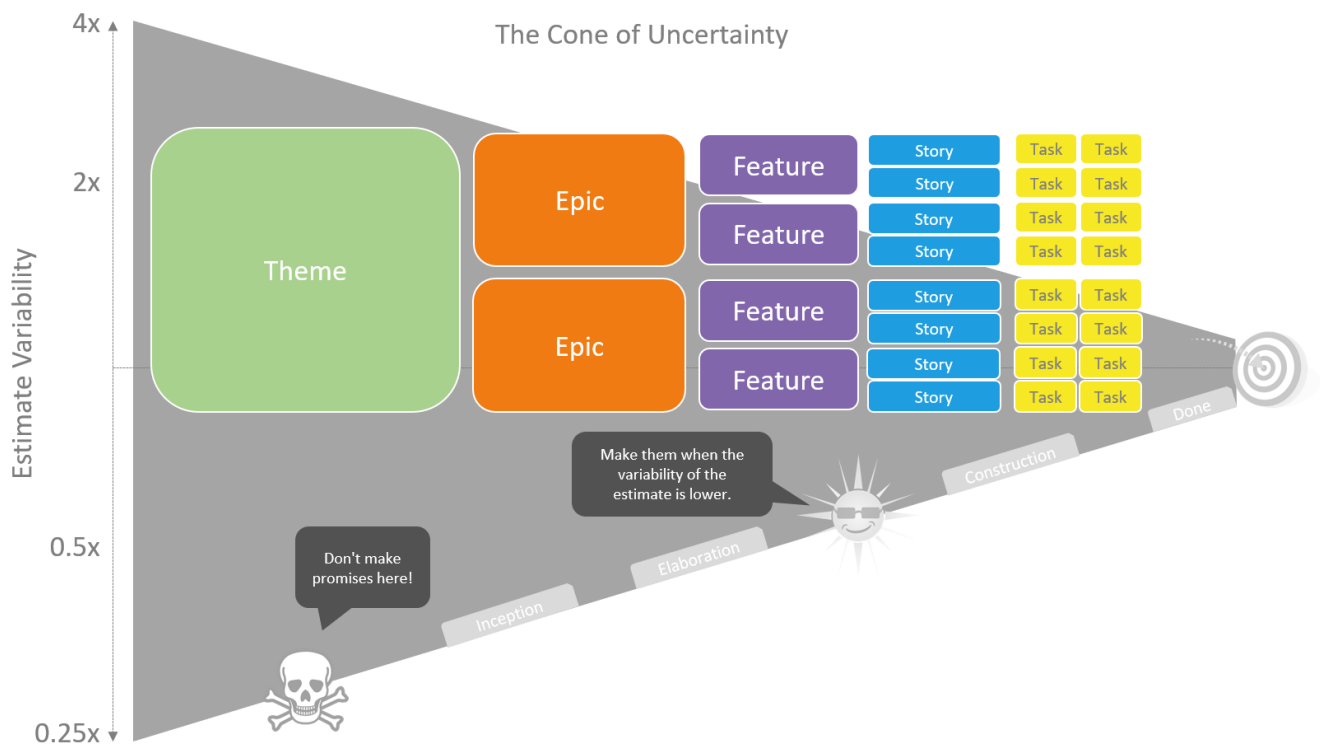 The Cone of Uncertainty
4x
2x
0.5x
0.25x
Estimate Variability
Theme
Epic
Epic
Feature
Feature
Feature
Feature
Story
Story
Story
Story
Story
Story
Story
Story
Task Task
Task Task
Task Task
Task Task
Task Task
Task Task
Task Task
Task Task
Make them when the
variability of the
estimate is lower.
Don't make
promises here!
Inception
Elaboration
Construction
Done